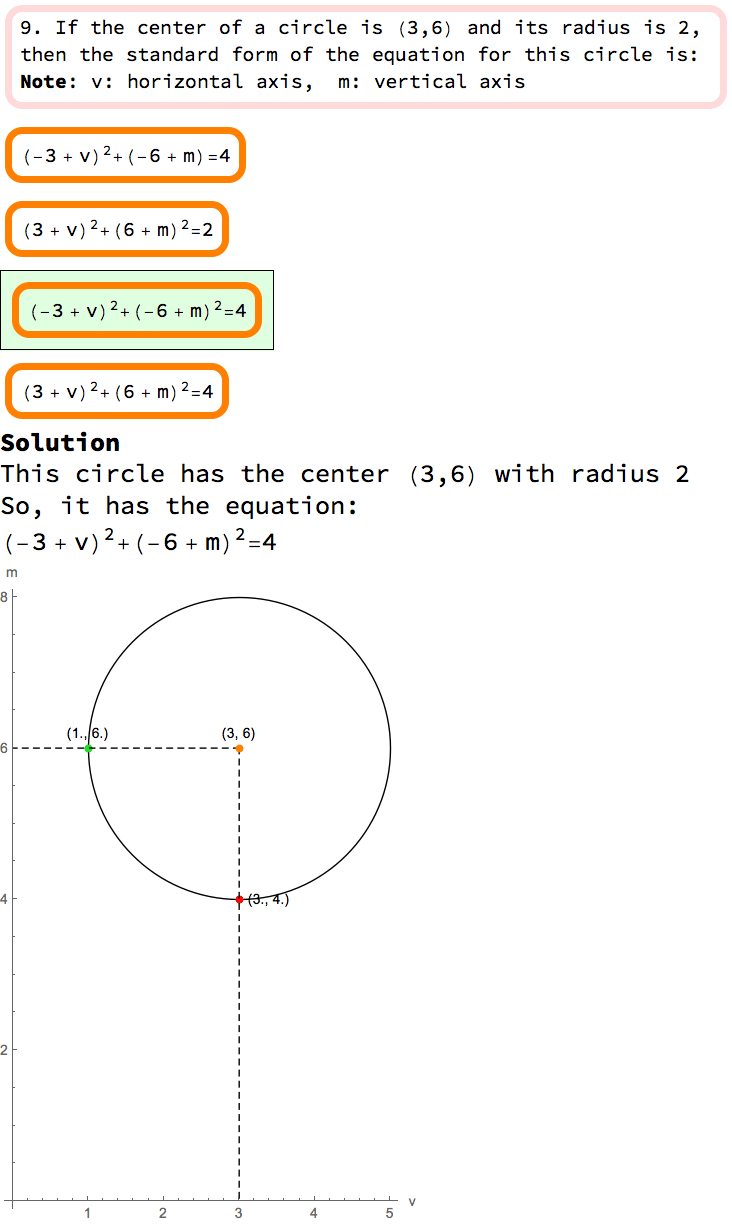 9. If the center of a circle is (3,6) and its radius is 2,
then the standard form of the equation for this circle is:
Note: v: horizontal axis,  m: vertical axis
(-3 + v)²+(-6 + m)=4
(3 + v)²+(6 + m)²=2
(-3 + v)²+(-6 + m)²=4
(3 + v)²+(6 + m)²=4
Solution
This circle has the center (3,6) with radius 2
So, it has the equation:
(-3 + v)²+(-6 + m)²=4
m
8
(1., 6.) (3, 6)
6
4 (3., 4.)
2
v
1 2 3 4 5